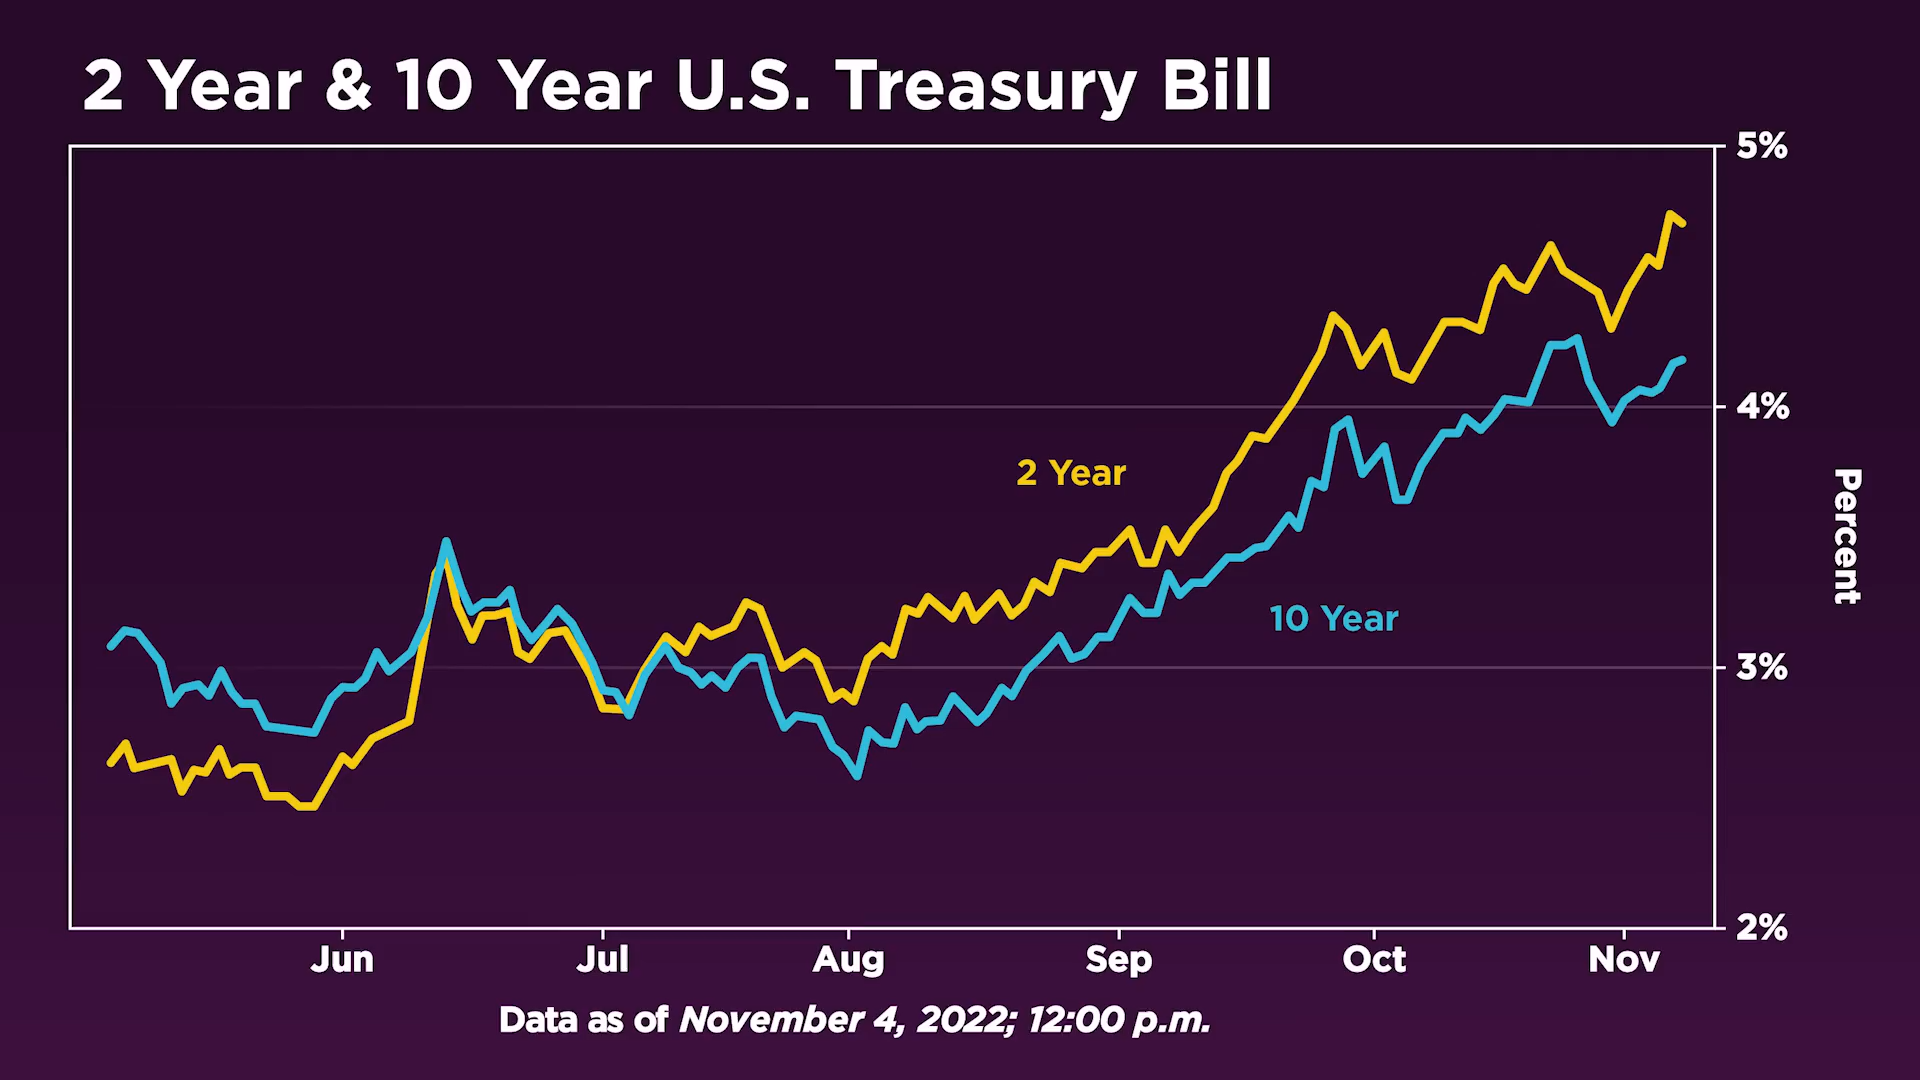 2 Year & 10 Year U.S. Treasury Bill
5%
4%
2 Year
Percent
10 Year
3%
2%
Jun Jul Aug Sep Oct Nov
Data as of November 4, 2022; 12:00 p.m.